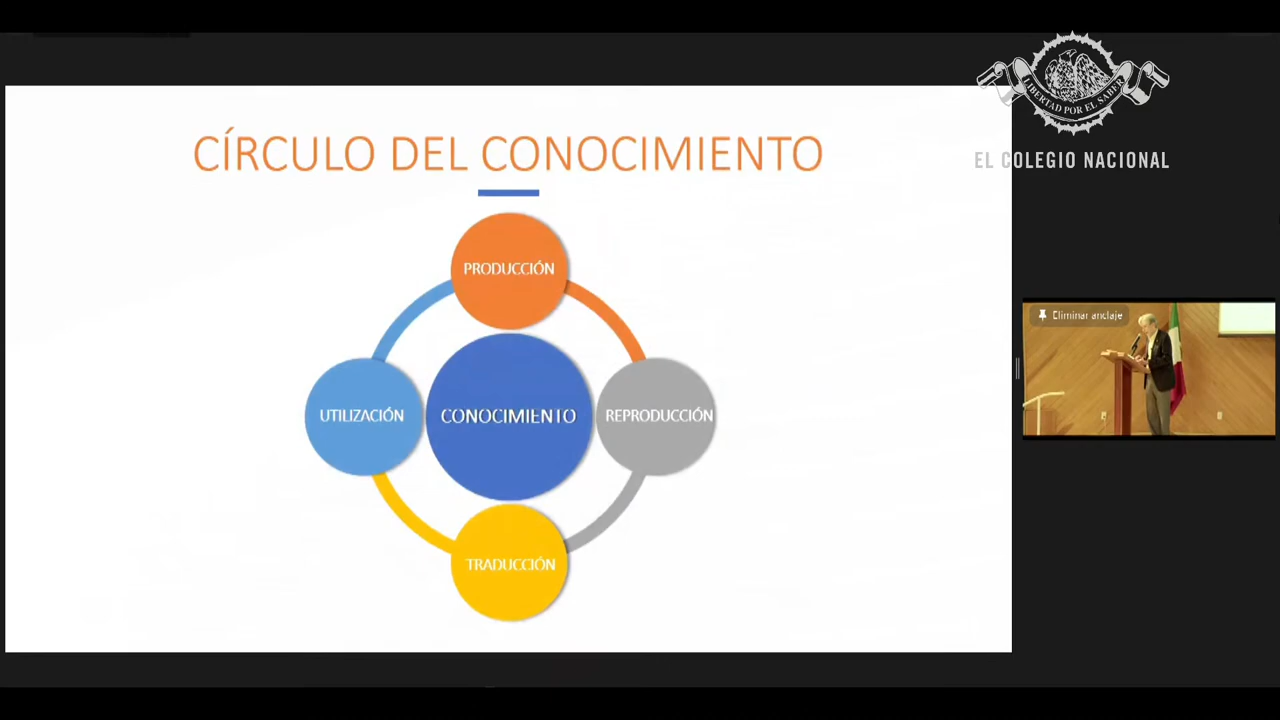 LIBERTAD POR EL SABER
EL COLEGIO NACIONAL
CÍRCULO DEL CONOCIMIENTO
PRODUCCIÓN
UTILIZACIÓN
CONOCIMIENTO
REPRODUCCIÓN
TRADUCCIÓN
Eliminar anclaje